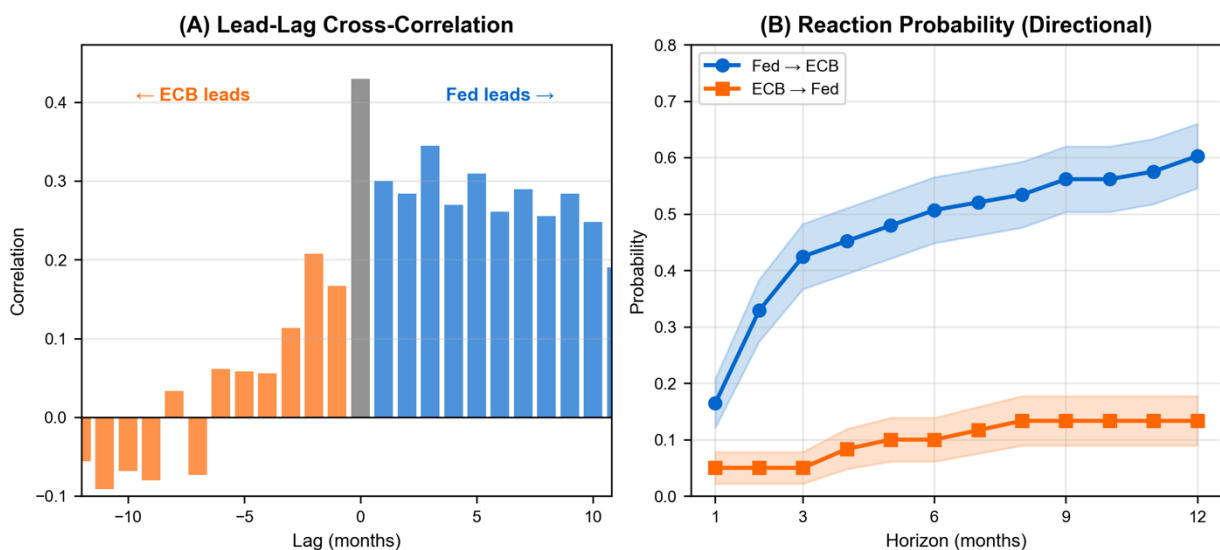 (A) Lead-Lag Cross-Correlation
← ECB leads
Fed leads →
Correlation
0.4
0.3
0.2
0.1
0.0
−0.1
−10
−5
0
5
10
Lag (months)
(B) Reaction Probability (Directional)
Fed → ECB
ECB → Fed
Probability
0.8
0.7
0.6
0.5
0.4
0.3
0.2
0.1
0.0
1
3
6
9
12
Horizon (months)